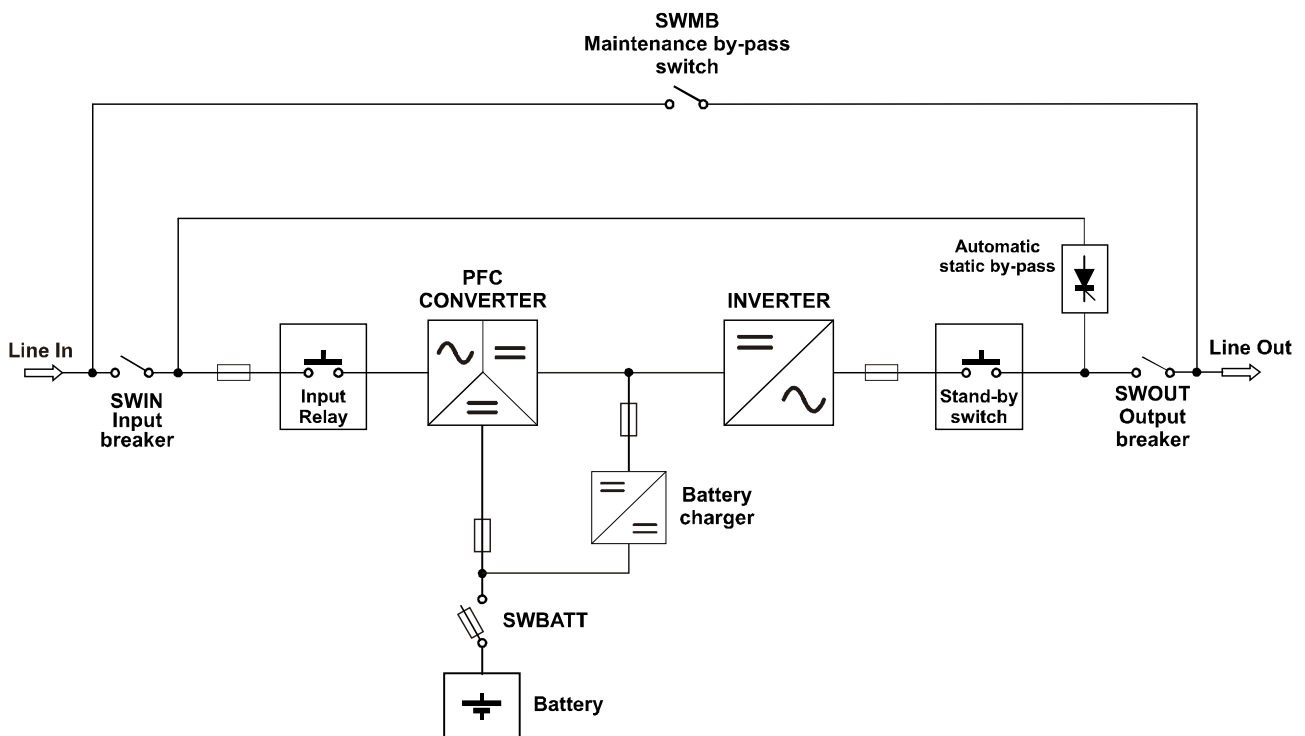 SWMB
Maintenance by-pass
switch
Automatic
static by-pass
PFC
CONVERTER
INVERTER
Line In
Line Out
SWIN
Input
breaker
Input
Relay
Stand-by
switch
SWOUT
Output
breaker
Battery
charger
SWBATT
Battery